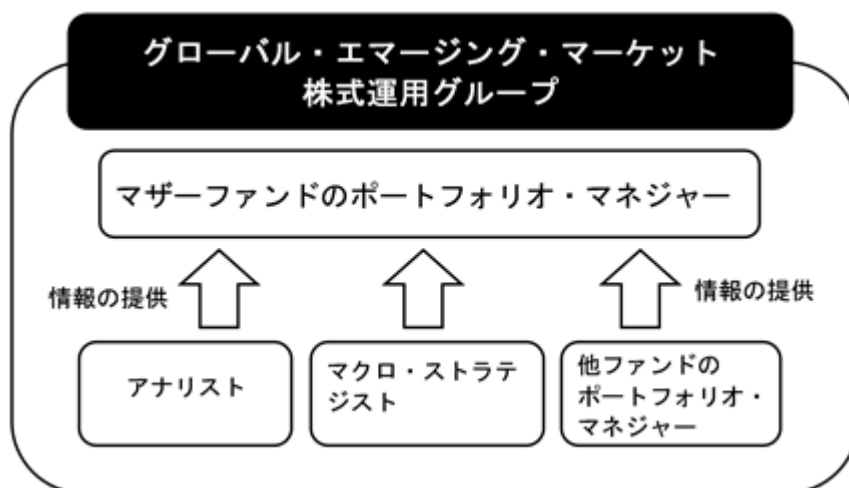 グローバル・エマージング・マーケット
株式運用グループ
マザーファンドのポートフォリオ・マネジャー
情報の提供
情報の提供
アナリスト
マクロ・ストラテ
ジスト
他ファンドの
ポートフォリオ・
マネジャー